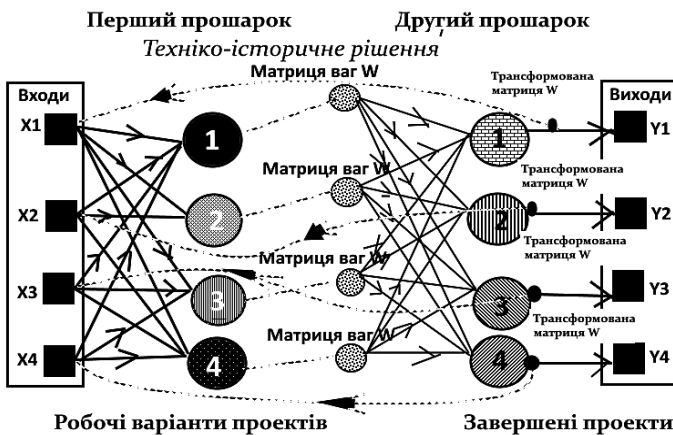 Перший прошарок
Другий прошарок
Техніко-історичне рішення
Матриця ваг W
Трансформована
матриця W
Входи
Виходи
X1
1
1
Y1
Матриця ваг W
Трансформована
матриця W
X2
2
2
Y2
Трансформована
матриця W
Матриця ваг W
X3
3
3
Y3
Трансформована
матриця W
Матриця ваг W
X4
4
4
Y4
Робочі варіанти проектів
Завершені проекти